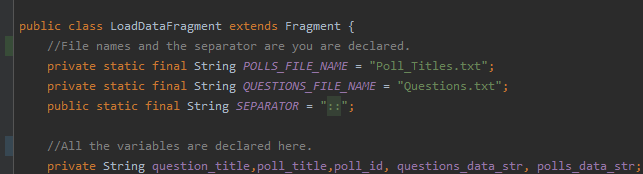 public class LoadDataFragment extends Fragment {
//File names and the separator are you are declared.
private static final String POLLS_FILE_NAME = "Poll_Titles.txt";
private static final String QUESTIONS_FILE_NAME = "Questions.txt";
public static final String SEPARATOR = "::";
//All the variables are declared here.
private String question_title,poll_title,poll_id, questions_data_str, polls_data_str;